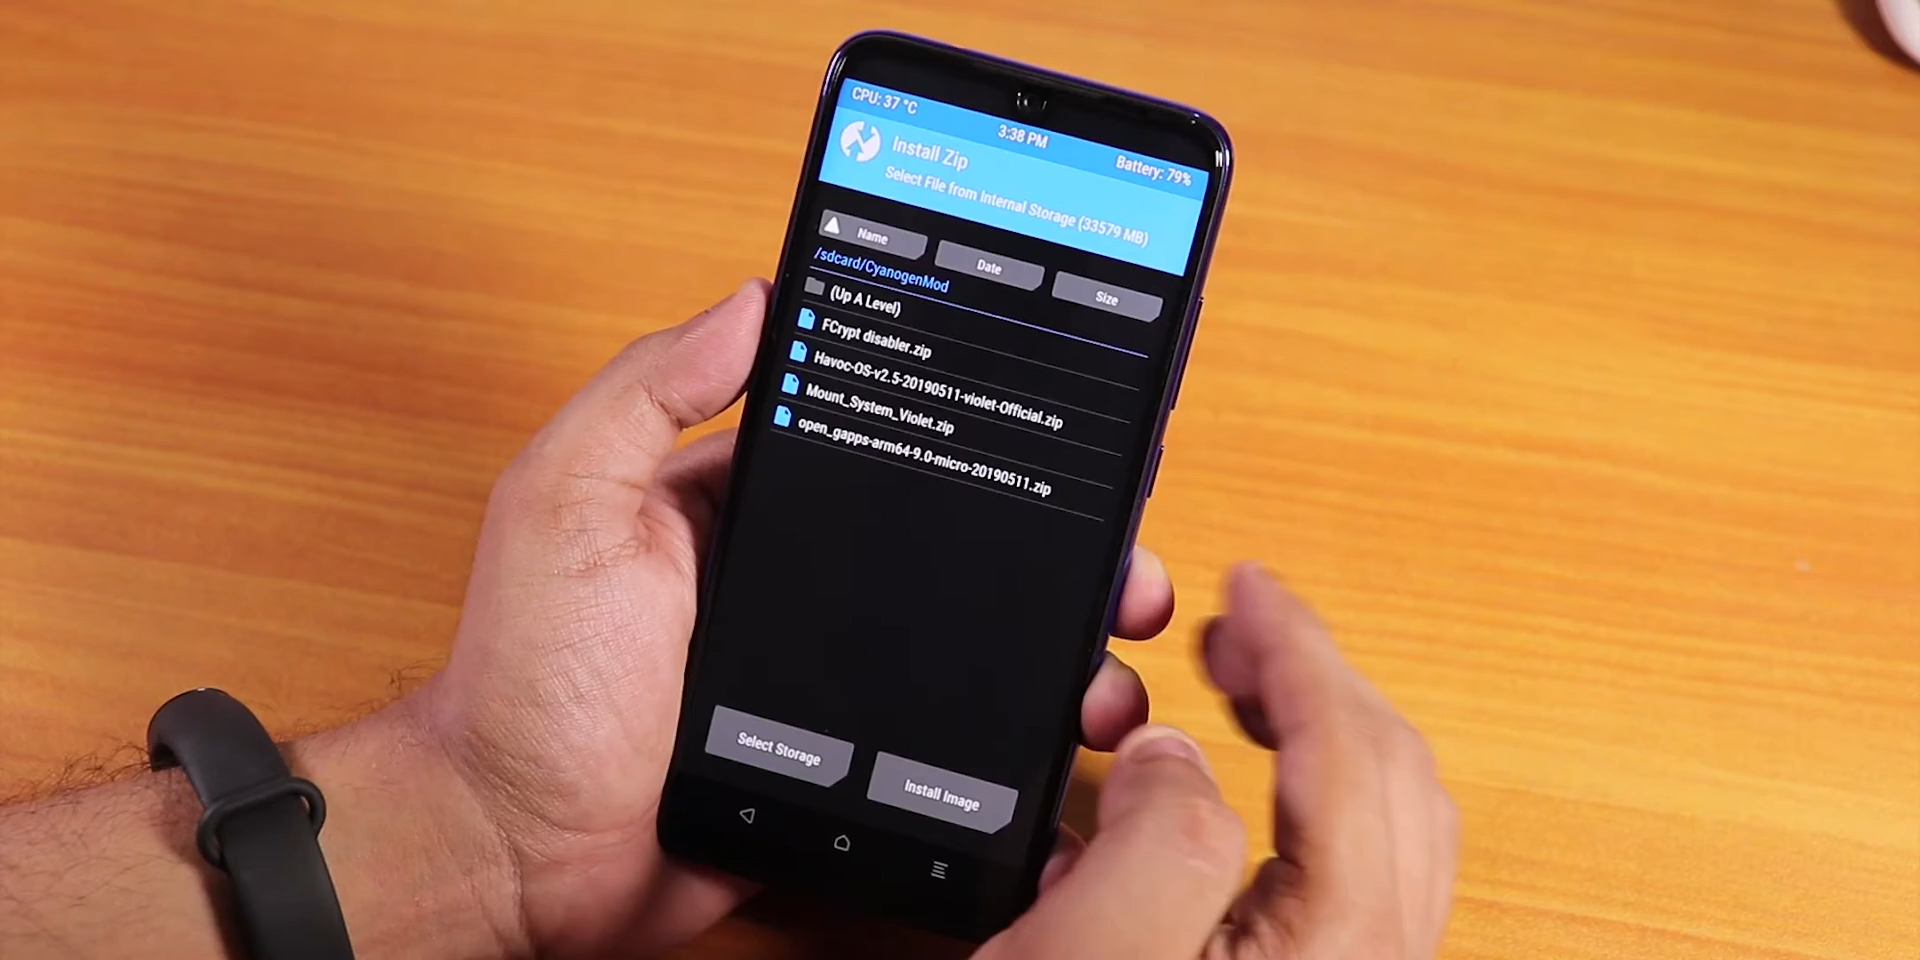 CPU: 37 °C
3:38 PM
Battery: 79%
Install Zip
Select File from Internal Storage (33579 MB)
Name
Date
Size
/sdcard/CyanogenMod
(Up A Level)
FCrypt disabler.zip
Havoc-OS-v2.5-20190511-violet-Official.zip
Mount_System_Violet.zip
open_gapps-arm64-9.0-micro-20190511.zip
Select Storage
Install Image